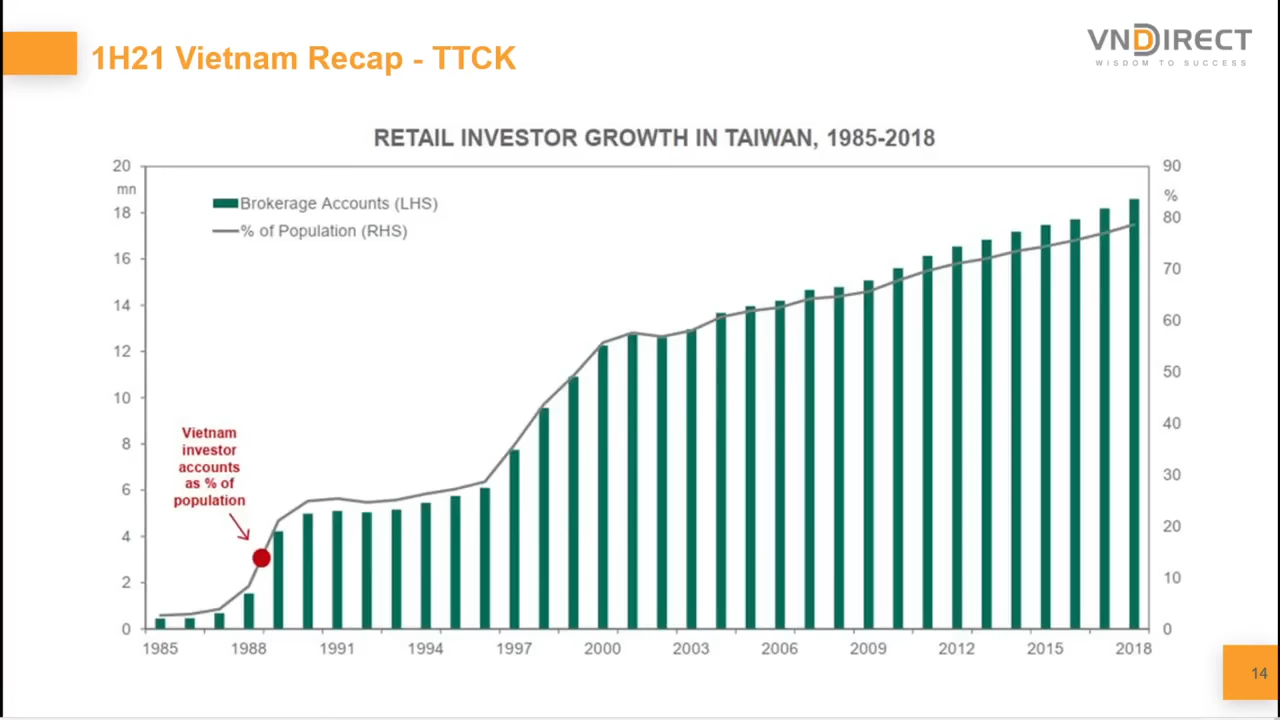 1H21 Vietnam Recap - TTCK
VNDIRECT
WISDOM TO SUCCESS
RETAIL INVESTOR GROWTH IN TAIWAN, 1985-2018
20
mn
18
16
14
12
10
8
6
4
2
0
90
%
80
70
60
50
40
30
20
10
0
Brokerage Accounts (LHS)
% of Population (RHS)
Vietnam
investor
accounts
as % of
population
1985 1988 1991 1994 1997 2000 2003 2006 2009 2012 2015 2018
14